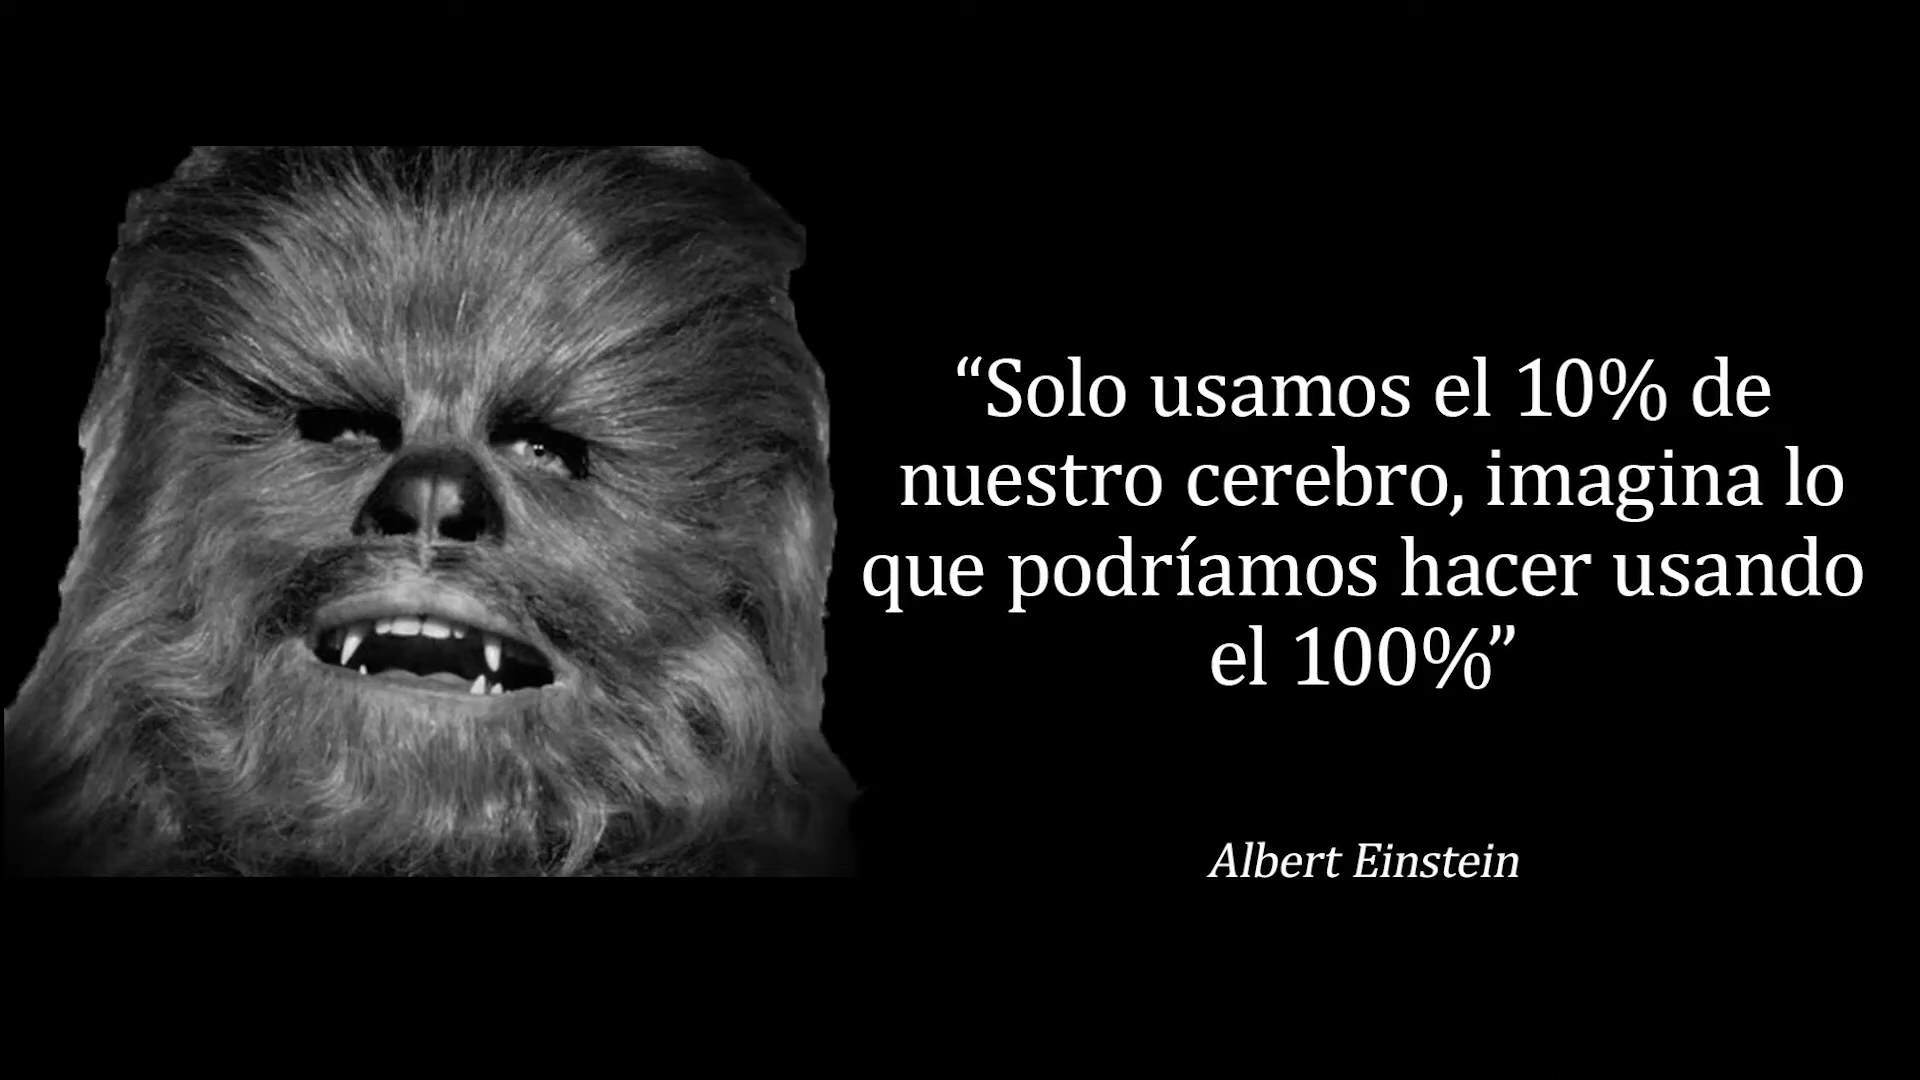 “Solo usamos el 10% de
nuestro cerebro, imagina lo
que podríamos hacer usando
el 100%”
Albert Einstein